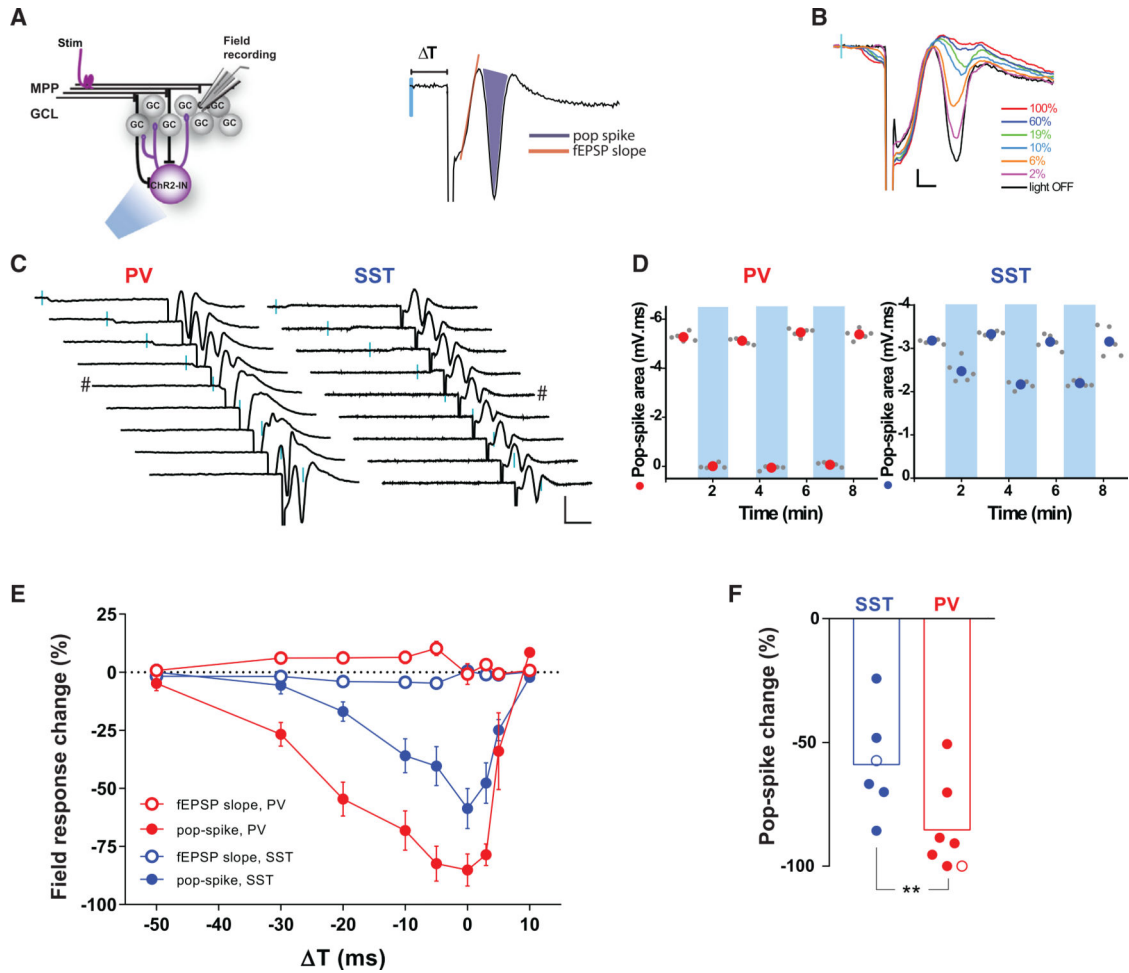 A
Stim
Field
recording
MPP
GCL
GC
GC
GC
GC
GC
GC
GC
ChR2-IN
ΔT
pop spike
fEPSP slope
B
100%
60%
19%
10%
6%
2%
light OFF
C
PV
SST
#
#
D
PV
SST
Pop-spike area (mV.ms)
-6
-4
-2
0
2
4
6
8
Time (min)
Pop-spike area (mV.ms)
-4
-3
-2
-1
0
2
4
6
8
Time (min)
E
Field response change (%)
25
0
-25
-50
-75
-100
fEPSP slope, PV
pop-spike, PV
fEPSP slope, SST
pop-spike, SST
-50
-40
-30
-20
-10
0
10
ΔT (ms)
F
SST
PV
Pop-spike change (%)
0
-50
-100
**